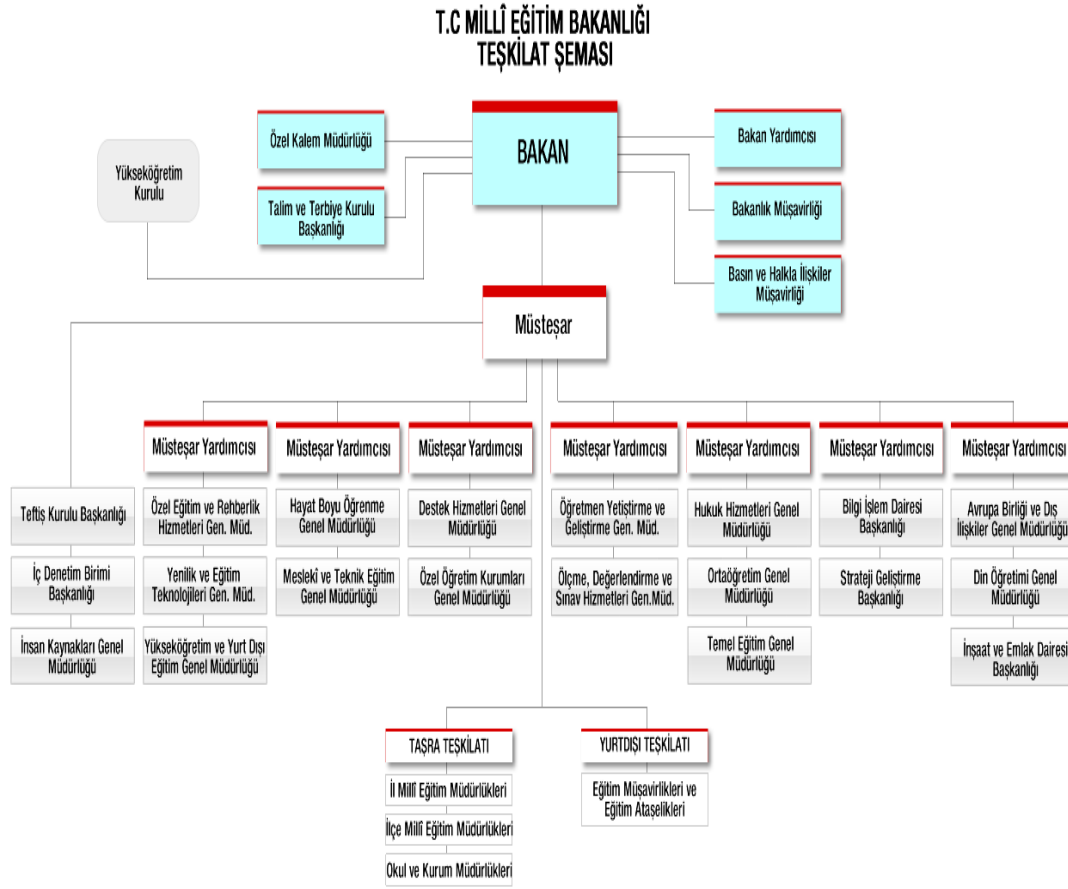 T.C MİLLÎ EĞİTİM BAKANLIĞI
TEŞKİLAT ŞEMASI
BAKAN
Özel Kalem Müdürlüğü
Talim ve Terbiye Kurulu
Başkanlığı
Yükseköğretim
Kurulu
Bakan Yardımcısı
Bakanlık Müşavirliği
Basın ve Halkla İlişkiler
Müşavirliği
Müsteşar
Teftiş Kurulu Başkanlığı
İç Denetim Birimi
Başkanlığı
İnsan Kaynakları Genel
Müdürlüğü
Müsteşar Yardımcısı
Özel Eğitim ve Rehberlik
Hizmetleri Gen. Müd.
Yenilik ve Eğitim
Teknolojileri Gen. Müd.
Yükseköğretim ve Yurt Dışı
Eğitim Genel Müdürlüğü
Müsteşar Yardımcısı
Hayat Boyu Öğrenme
Genel Müdürlüğü
Meslekî ve Teknik Eğitim
Genel Müdürlüğü
Müsteşar Yardımcısı
Destek Hizmetleri Genel
Müdürlüğü
Özel Öğretim Kurumları
Genel Müdürlüğü
Müsteşar Yardımcısı
Öğretmen Yetiştirme ve
Geliştirme Gen. Müd.
Ölçme, Değerlendirme ve
Sınav Hizmetleri Gen.Müd.
Müsteşar Yardımcısı
Hukuk Hizmetleri Genel
Müdürlüğü
Ortaöğretim Genel
Müdürlüğü
Temel Eğitim Genel
Müdürlüğü
Müsteşar Yardımcısı
Bilgi İşlem Dairesi
Başkanlığı
Strateji Geliştirme
Başkanlığı
Müsteşar Yardımcısı
Avrupa Birliği ve Dış
İlişkiler Genel Müdürlüğü
Din Öğretimi Genel
Müdürlüğü
İnşaat ve Emlak Dairesi
Başkanlığı
TAŞRA TEŞKİLATI
İl Millî Eğitim Müdürlükleri
İlçe Millî Eğitim Müdürlükleri
Okul ve Kurum Müdürlükleri
YURTDIŞI TEŞKİLATI
Eğitim Müşavirlikleri ve
Eğitim Ataşelikleri